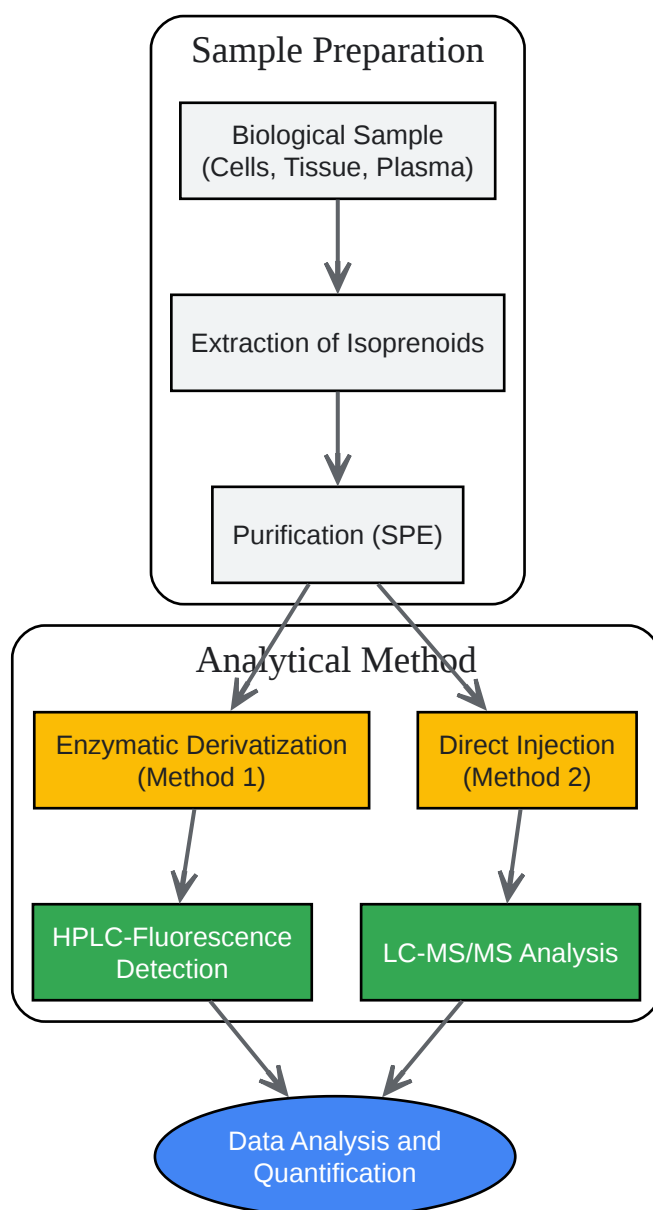 Sample Preparation
Biological Sample
(Cells, Tissue, Plasma)
Extraction of Isoprenoids
Purification (SPE)
Analytical Method
Enzymatic Derivatization
(Method 1)
Direct Injection
(Method 2)
HPLC-Fluorescence
Detection
LC-MS/MS Analysis
Data Analysis and
Quantification